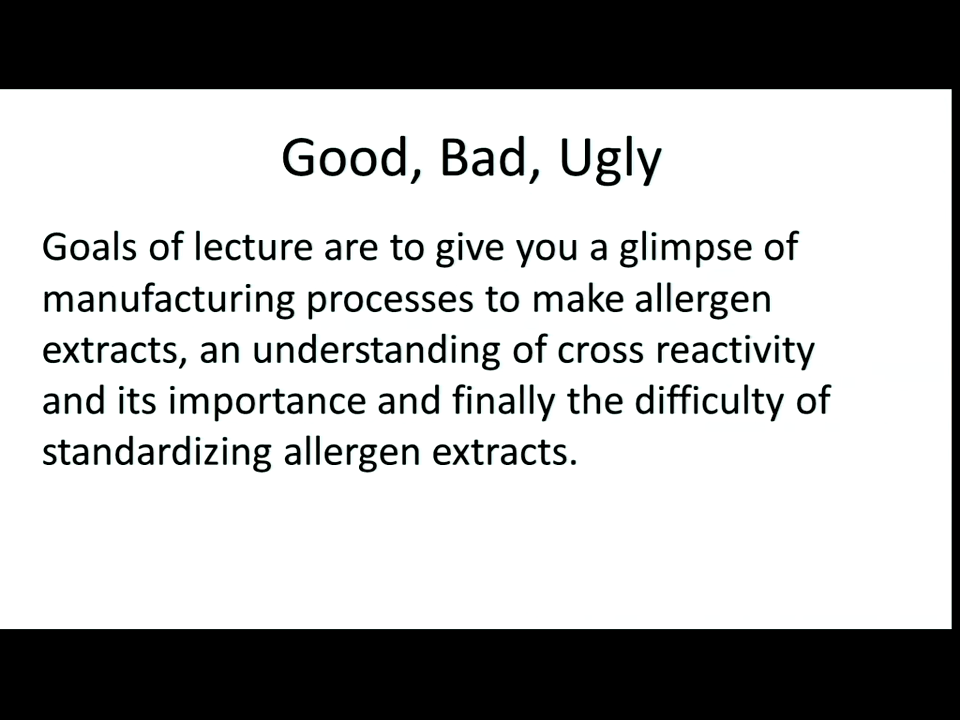 Good, Bad, Ugly
Goals of lecture are to give you a glimpse of
manufacturing processes to make allergen
extracts, an understanding of cross reactivity
and its importance and finally the difficulty of
standardizing allergen extracts.